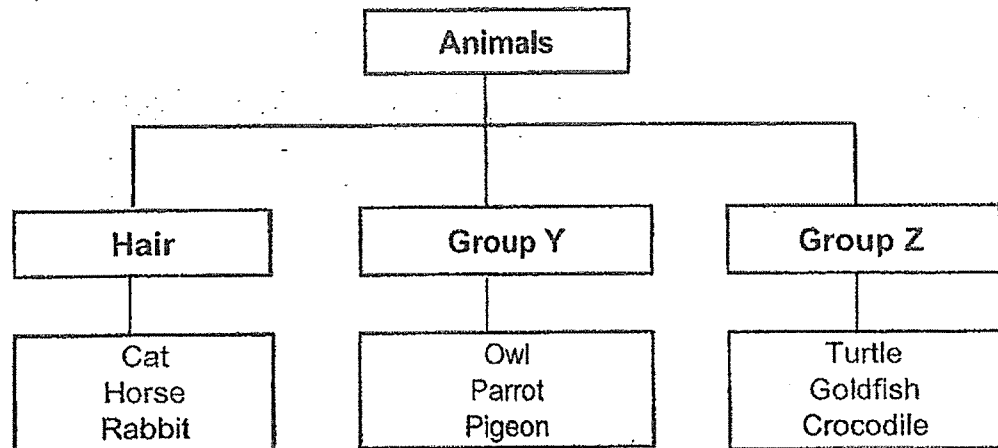 Animals
Hair
Group Y
Group Z
Cat
Horse
Rabbit
Owl
Parrot
Pigeon
Turtle
Goldfish
Crocodile